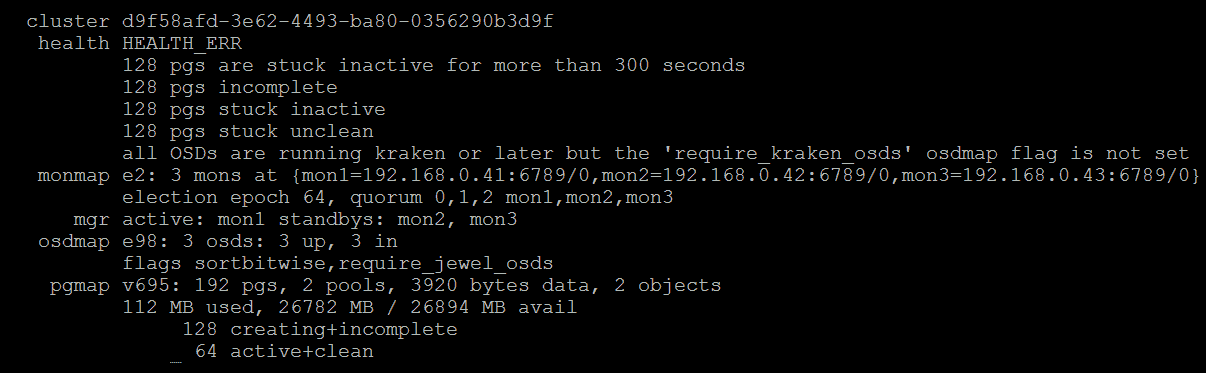 cluster d9f58afd-3e62-4493-ba80-0356290b3d9f
health HEALTH_ERR
128 pgs are stuck inactive for more than 300 seconds
128 pgs incomplete
128 pgs stuck inactive
128 pgs stuck unclean
all OSDs are running kraken or later but the 'require_kraken_osds' osdmap flag is not set
monmap e2: 3 mons at {mon1=192.168.0.41:6789/0,mon2=192.168.0.42:6789/0,mon3=192.168.0.43:6789/0}
election epoch 64, quorum 0,1,2 mon1,mon2,mon3
mgr active: mon1 standbys: mon2, mon3
osdmap e98: 3 osds: 3 up, 3 in
flags sortbitwise,require_jewel_osds
pgmap v695: 192 pgs, 2 pools, 3920 bytes data, 2 objects
112 MB used, 26782 MB / 26894 MB avail
128 creating+incomplete
64 active+clean